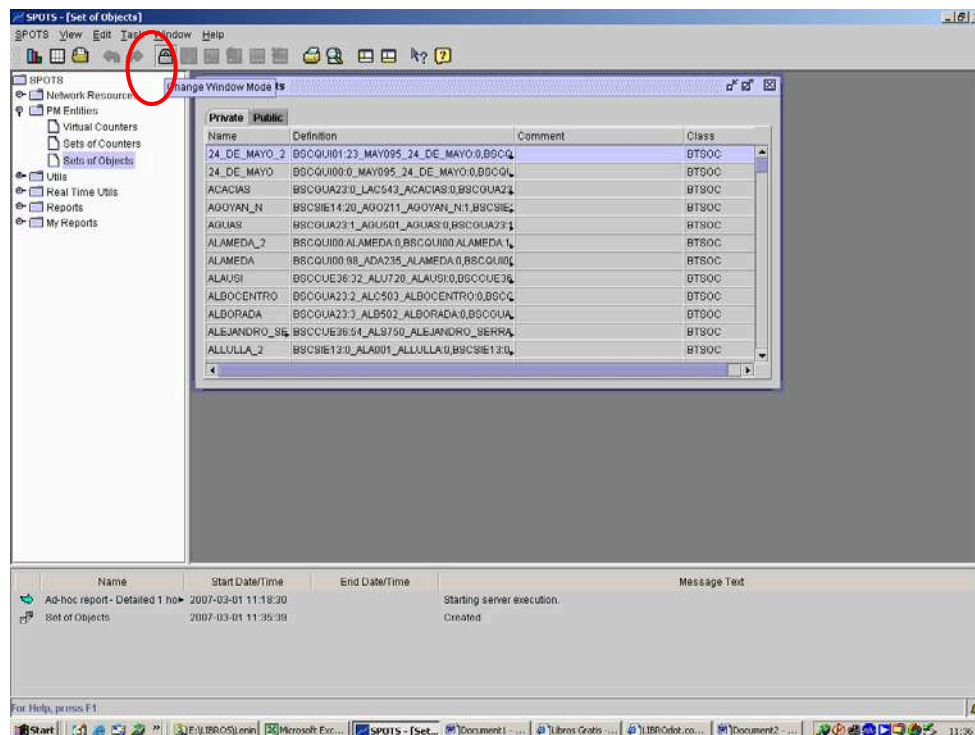 SPOTS - [Set of Objects]
SPOTS View Edit Task Window Help
Change Window Mode
SPOTS
Network Resource
PM Entities
Virtual Counters
Sets of Counters
Sets of Objects
Utils
Real Time Utils
Reports
My Reports
Private Public
Name Definition Comment Class
24_DE_MAYO_2 BSCQUI01:23_MAY095_24_DE_MAYO:0,BSCQ BTSOC
24_DE_MAYO BSCQUI00:0_MAY095_24_DE_MAYO:0,BSCQU BTSOC
ACACIAS BSCGUA23:0_LAC543_ACACIAS:0,BSCGUA23 BTSOC
AGOYAN_N BSCSIE14:20_AGO211_AGOYAN_N:1,BSCSIE BTSOC
AGUAS BSCGUA23:1_AGU501_AGUAS:0,BSCGUA23:1 BTSOC
ALAMEDA_2 BSCQUI00:ALAMEDA:0,BSCQUI00:ALAMEDA:1, BTSOC
ALAMEDA BSCQUI00:98_ADA235_ALAMEDA:0,BSCQUI0 BTSOC
ALAUSI BSCCUE36:32_ALU720_ALAUSI:0,BSCCUE36 BTSOC
ALBOCENTRO BSCGUA23:2_ALC503_ALBOCENTRO:0,BSCG BTSOC
ALBORADA BSCGUA23:3_ALB502_ALBORADA:0,BSCGUA BTSOC
ALEJANDRO_SE BSCCUE36:54_ALS750_ALEJANDRO_SERRA BTSOC
ALLULLA_2 BSCSIE13:0_ALA001_ALLULLA:0,BSCSIE13:0, BTSOC
Name Start Date/Time End Date/Time Message Text
Ad-hoc report - Detailed 1 ho 2007-03-01 11:18:30 Starting server execution.
Set of Objects 2007-03-01 11:35:39 Created
For Help, press F1
Start E:\LIBROS\Lenin Microsoft Exc... SPOTS - [Set... Document1 - ... Libros Gratis - ... LIBROdot.co... Document2 - ...